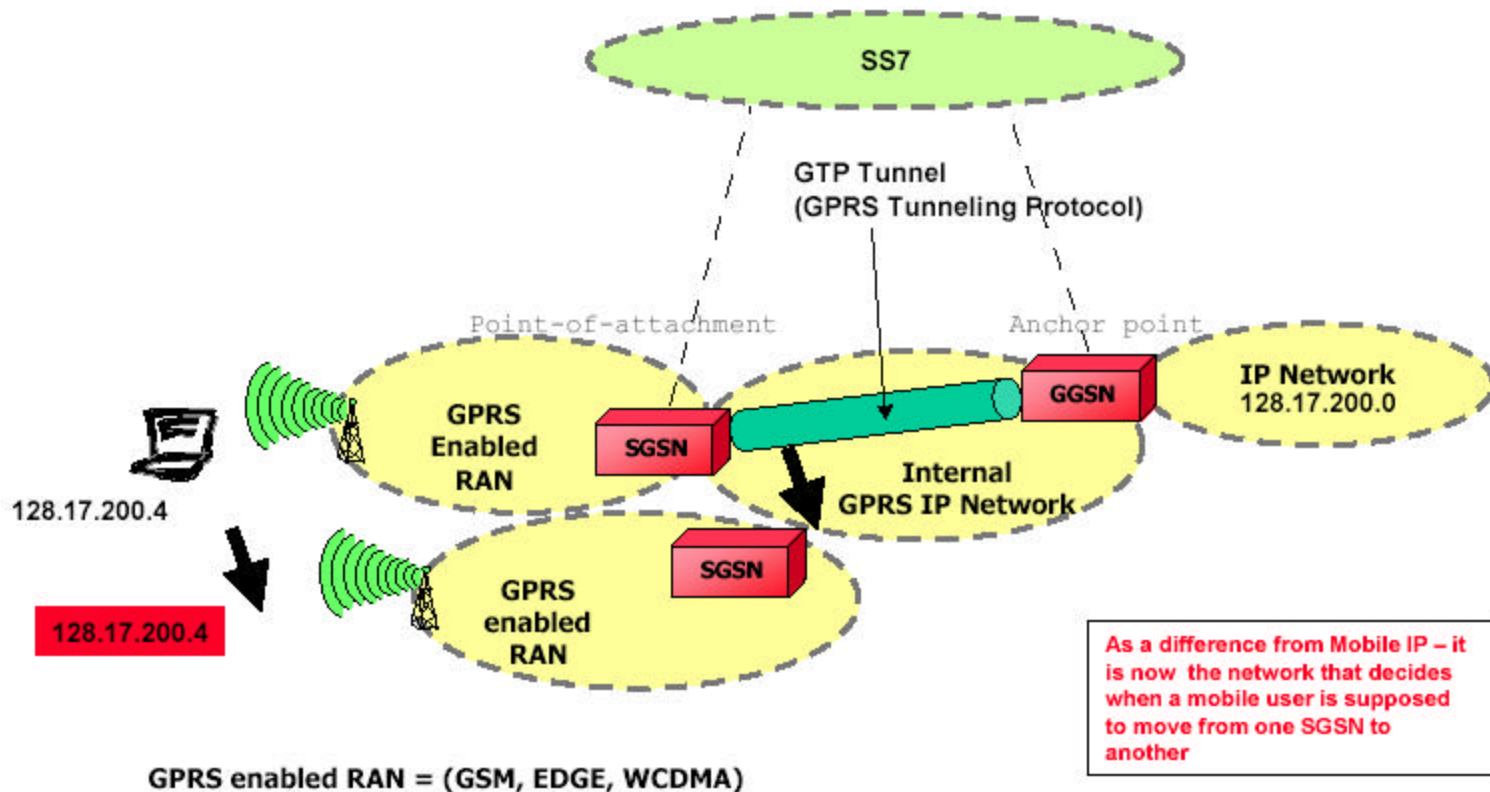 SS7
GTP Tunnel
(GPRS Tunneling Protocol)
Point-of-attachment
Anchor point
GPRS
Enabled
RAN
SGSN
GGSN
IP Network
128.17.200.0
Internal
GPRS IP Network
128.17.200.4
SGSN
GPRS
enabled
RAN
128.17.200.4
As a difference from Mobile IP – it
is now the network that decides
when a mobile user is supposed
to move from one SGSN to
another
GPRS enabled RAN = (GSM, EDGE, WCDMA)